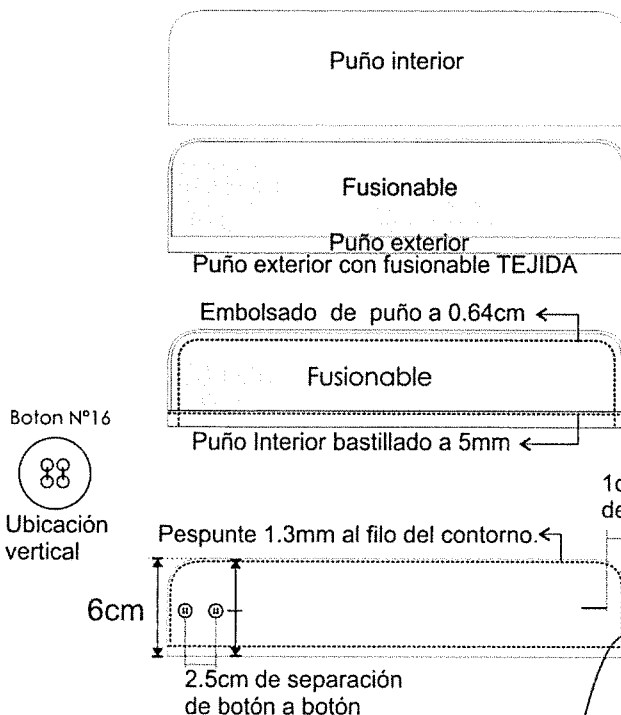 Puño interior
Fusionable
Puño exterior
Puño exterior con fusionable TEJIDA
Embolsado de puño a 0.64cm
Fusionable
Boton N°16
Puño Interior bastillado a 5mm
Ubicación
vertical
Pespunte 1.3mm al filo del contorno.
6cm
2.5cm de separación
de botón a botón